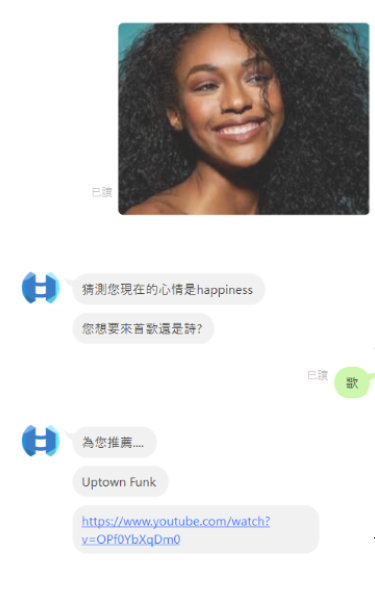 已讀
猜測您現在的心情是happiness
您想要來首歌還是詩?
已讀
歌
為您推薦....
Uptown Funk
https://www.youtube.com/watch?
v=OPf0YbXqDm0